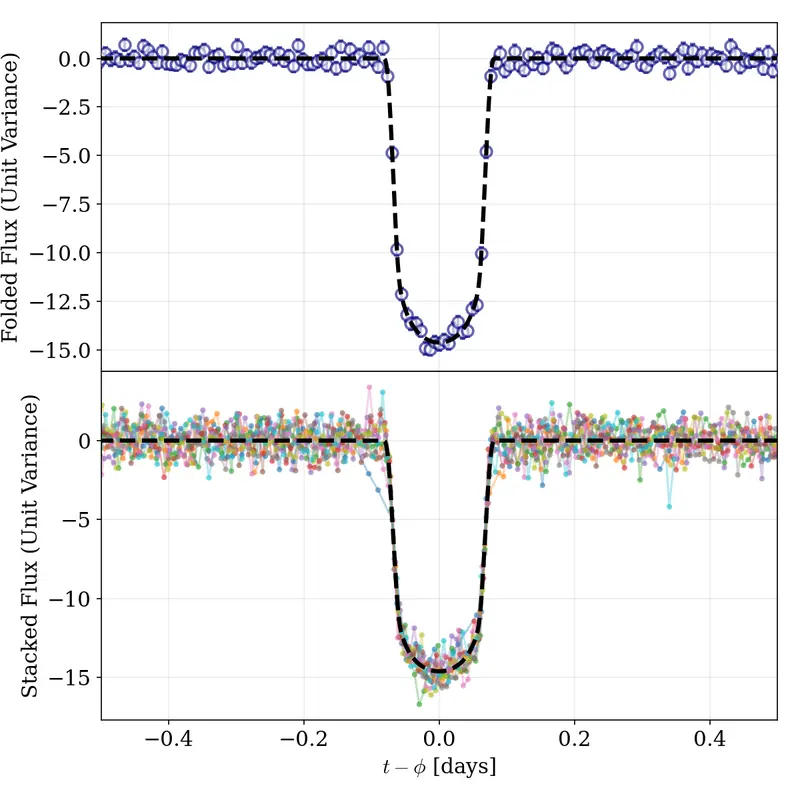 Folded Flux (Unit Variance)
0.0
−2.5
−5.0
−7.5
−10.0
−12.5
−15.0
Stacked Flux (Unit Variance)
0
−5
−10
−15
−0.4 −0.2 0.0 0.2 0.4
t − ϕ [days]